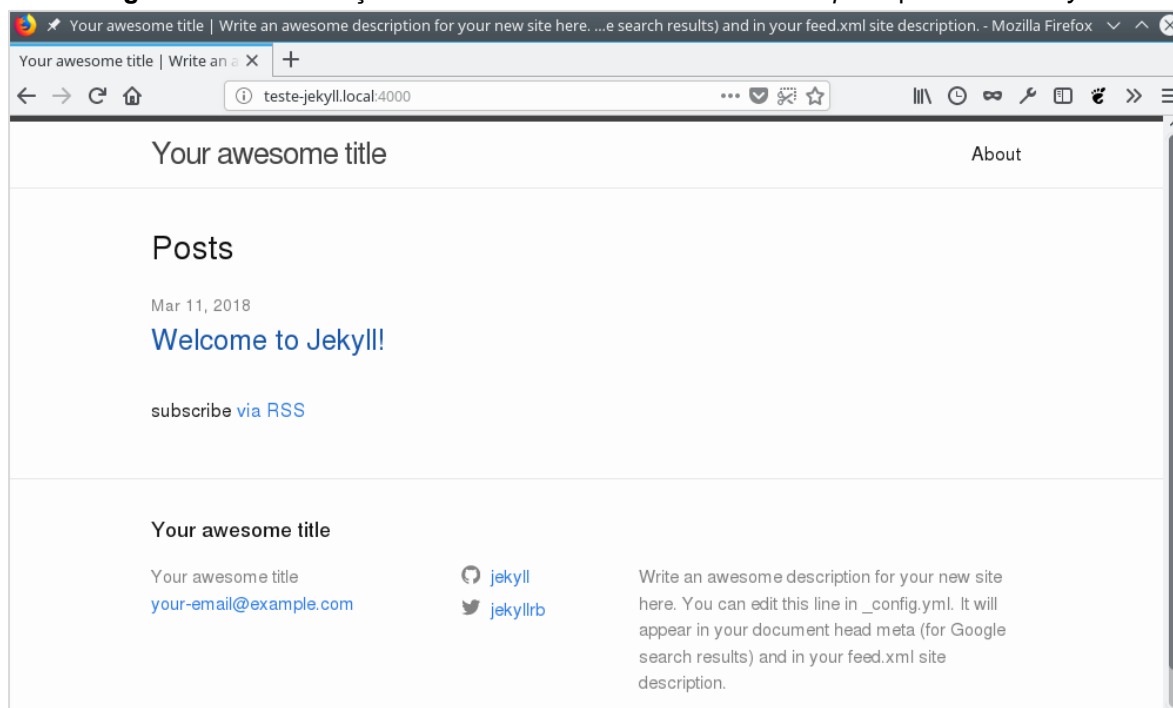 Your awesome title | Write an awesome description for your new site here. ...e search results) and in your feed.xml site description. - Mozilla Firefox
Your awesome title | Write an a
teste-jekyll.local:4000
Your awesome title
About
Posts
Mar 11, 2018
Welcome to Jekyll!
subscribe via RSS
Your awesome title
Your awesome title
your-email@example.com
jekyll
jekyllrb
Write an awesome description for your new site
here. You can edit this line in _config.yml. It will
appear in your document head meta (for Google
search results) and in your feed.xml site
description.